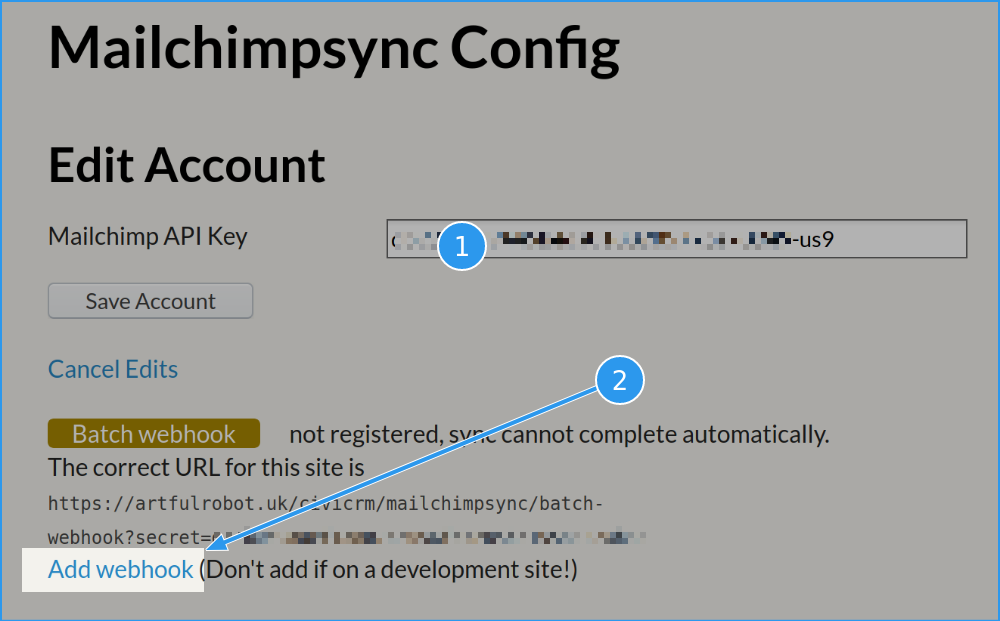 Mailchimpsync Config
Edit Account
Mailchimp API Key
1
-us9
Save Account
Cancel Edits
2
Batch webhook not registered, sync cannot complete automatically.
The correct URL for this site is
https://artfulrobot.uk/civicrm/mailchimpsync/batch-
webhook?secret=
Add webhook (Don't add if on a development site!)